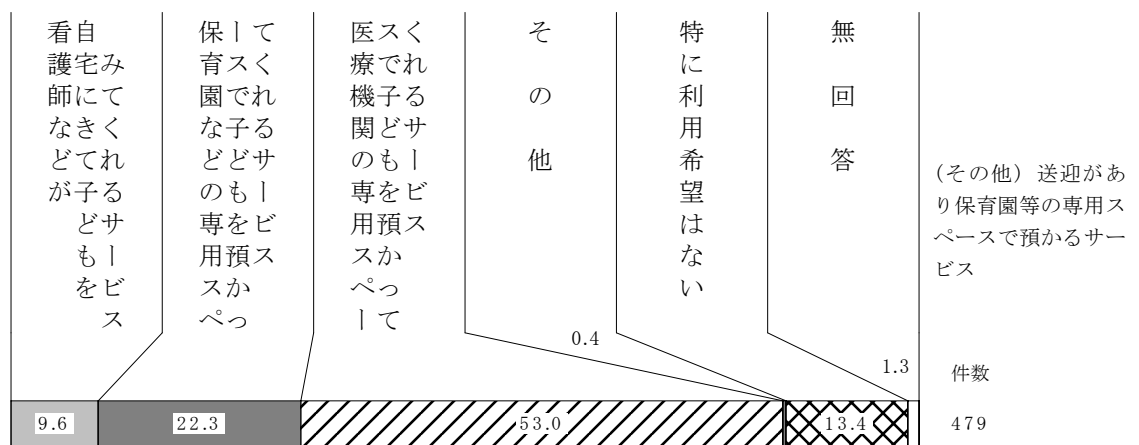 看護師などが
自宅にきて子どもを
みてくれるサービス
保育園などの専用スペ
ースで子どもを預かっ
てくれるサービス
医療機関の専用スペー
スで子どもを預かって
くれるサービス
その他
特に利用希望はない
無回答
(その他) 送迎があ
り保育園等の専用ス
ペースで預かるサー
ビス
0.4
1.3
件数
9.6
22.3
53.0
13.4
479